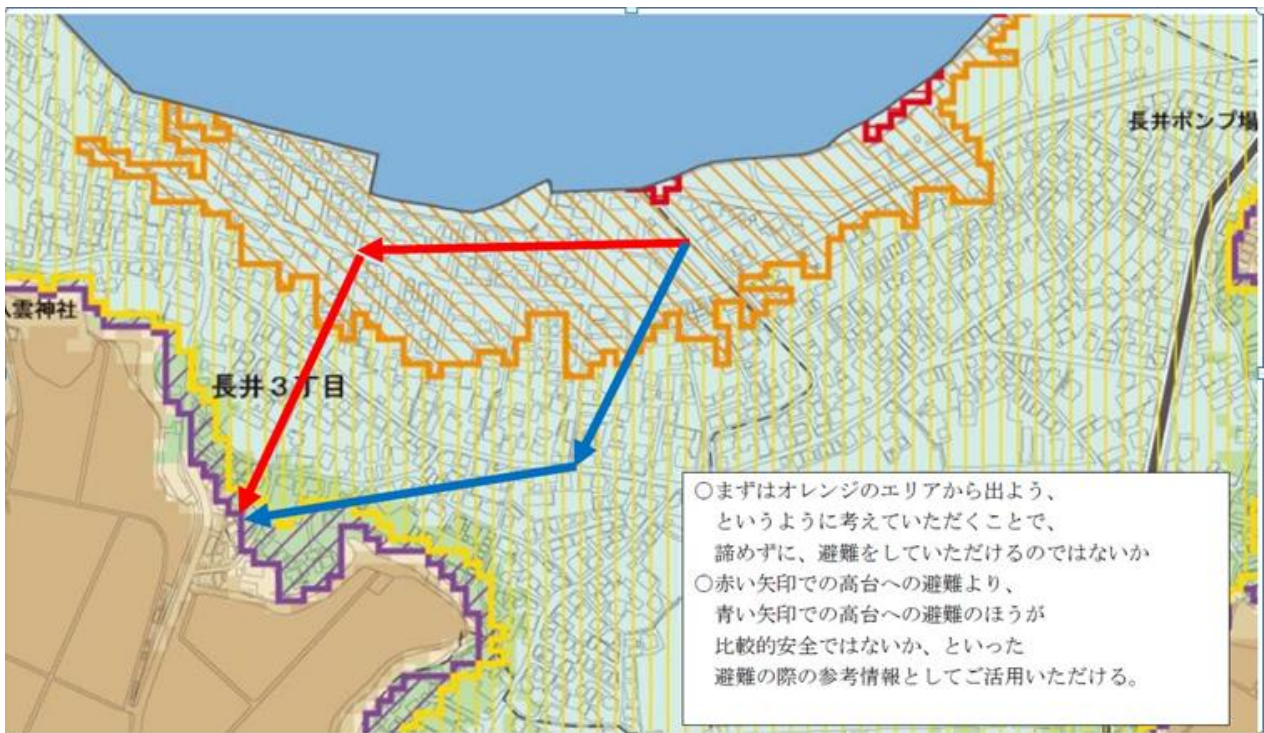 長井ポンプ場
雲神社
長井3丁目
○まずはオレンジのエリアから出よう、
というように考えていただくことで、
諦めずに、避難をしていただけるのではないか
○赤い矢印での高台への避難より、
青い矢印での高台への避難のほうが
比較的安全ではないか、といった
避難の際の参考情報としてご活用いただける。